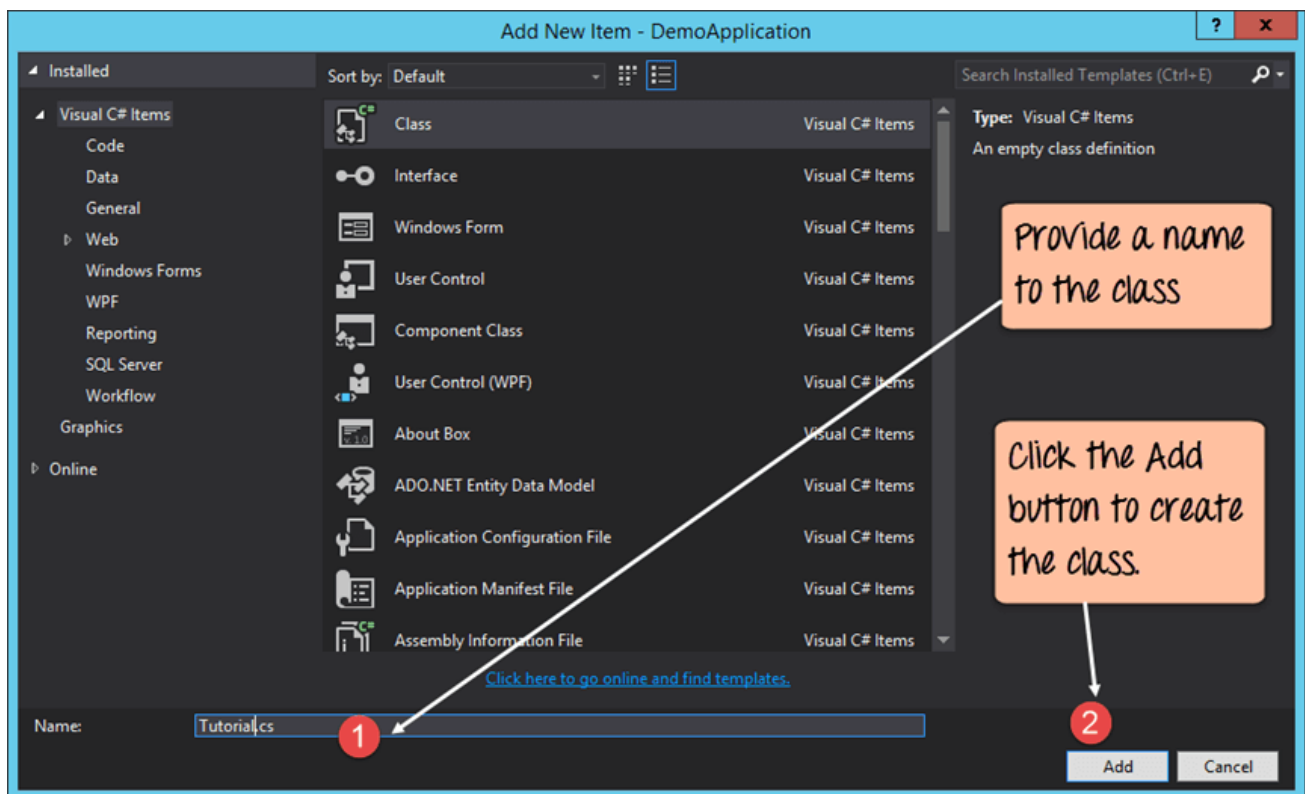 Add New Item - DemoApplication
?
x
Installed
Sort by: Default
Search Installed Templates (Ctrl+E)
Visual C# Items
Code
Data
General
Web
Windows Forms
WPF
Reporting
SQL Server
Workflow
Graphics
Online
C# Class Visual C# Items
Interface Visual C# Items
Windows Form Visual C# Items
User Control Visual C# Items
Component Class Visual C# Items
User Control (WPF) Visual C# Items
v. 1.0 About Box Visual C# Items
ADO.NET Entity Data Model Visual C# Items
Application Configuration File Visual C# Items
Application Manifest File Visual C# Items
C# Assembly Information File Visual C# Items
Click here to go online and find templates.
Type: Visual C# Items
An empty class definition
Provide a name
to the class
Click the Add
button to create
the class.
Name: Tutorial.cs
1
2
Add Cancel